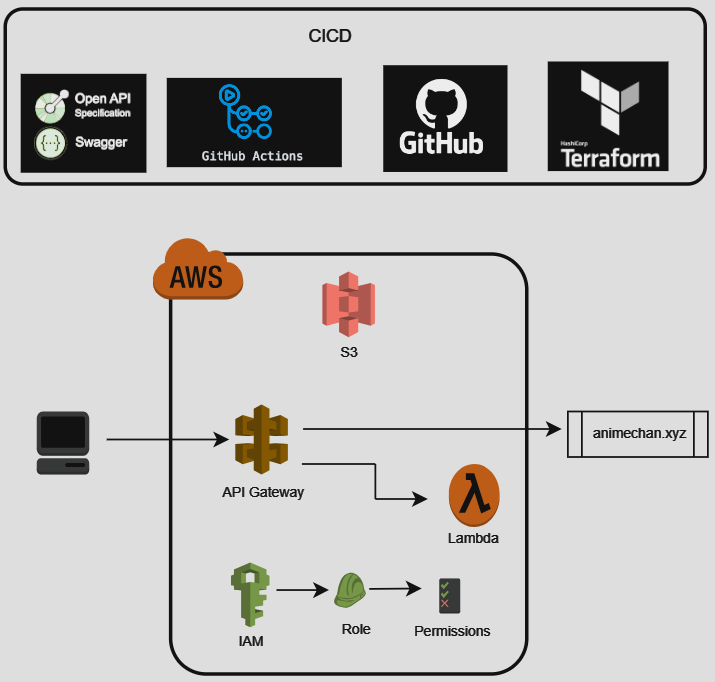 CICD
Open API
Specification
Swagger
GitHub Actions
GitHub
HashiCorp
Terraform
AWS
S3
animechan.xyz
API Gateway
Lambda
IAM
Role
Permissions